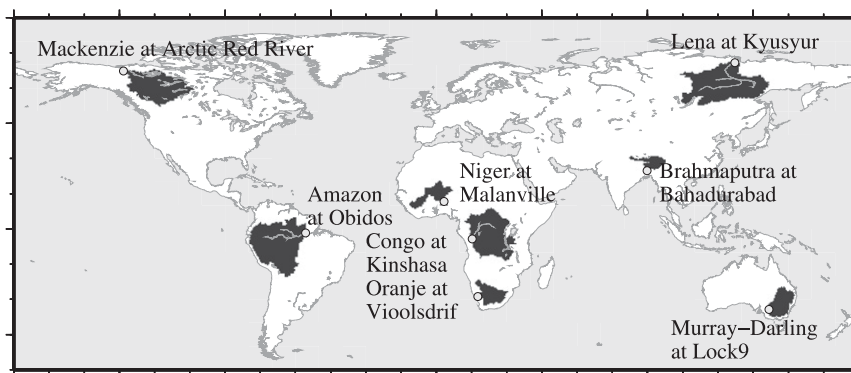 Mackenzie at Arctic Red River
Lena at Kyusyur
Niger at
Malanville
Brahmaputra at
Bahadurabad
Amazon
at Obidos
Congo at
Kinshasa
Oranje at
Vioolsdrif
Murray−Darling
at Lock9